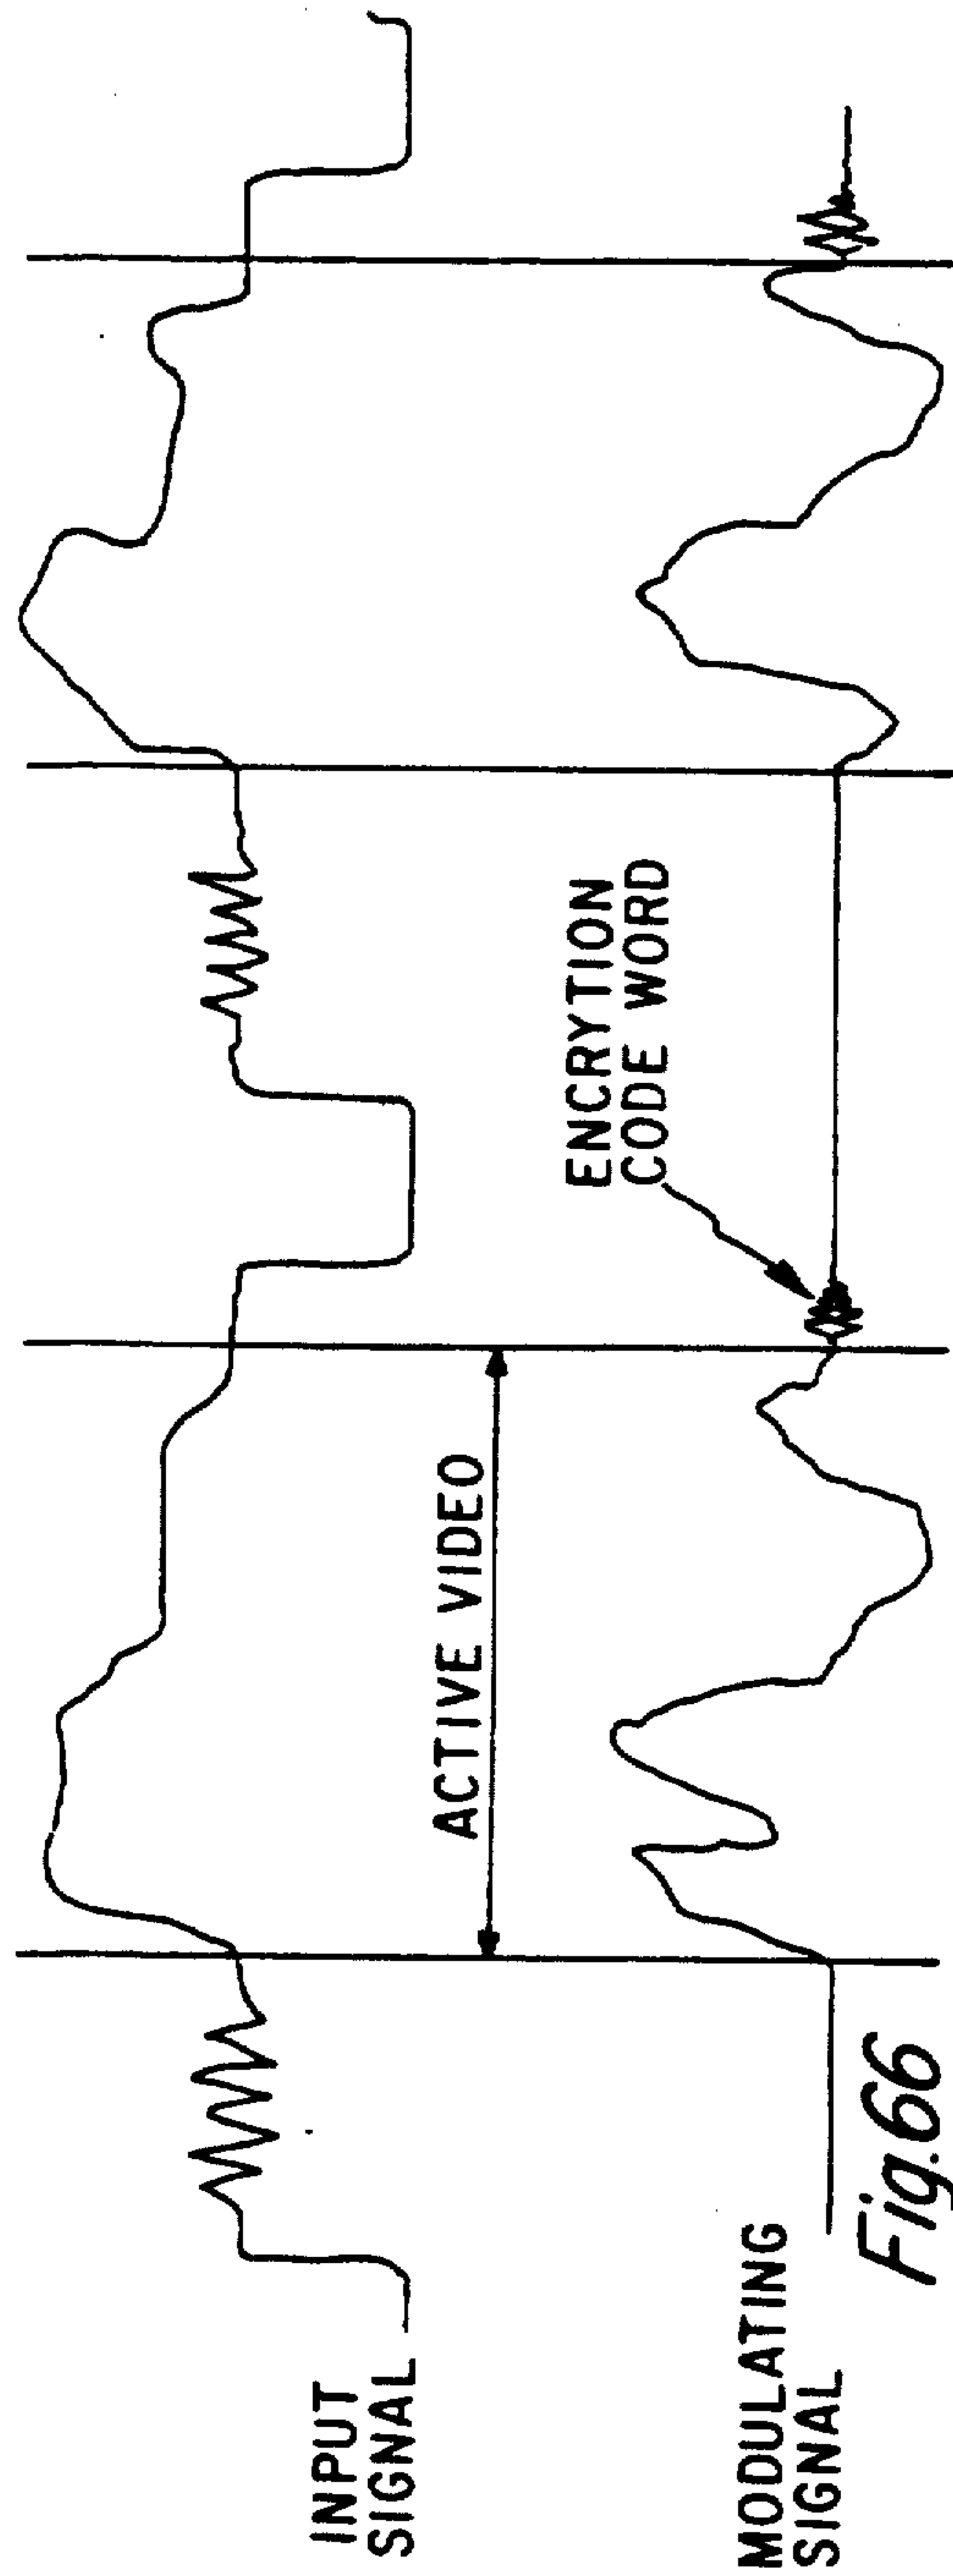 INPUT
SIGNAL
ACTIVE VIDEO
ENCRYTION
CODE WORD
MODULATING
SIGNAL
Fig.66